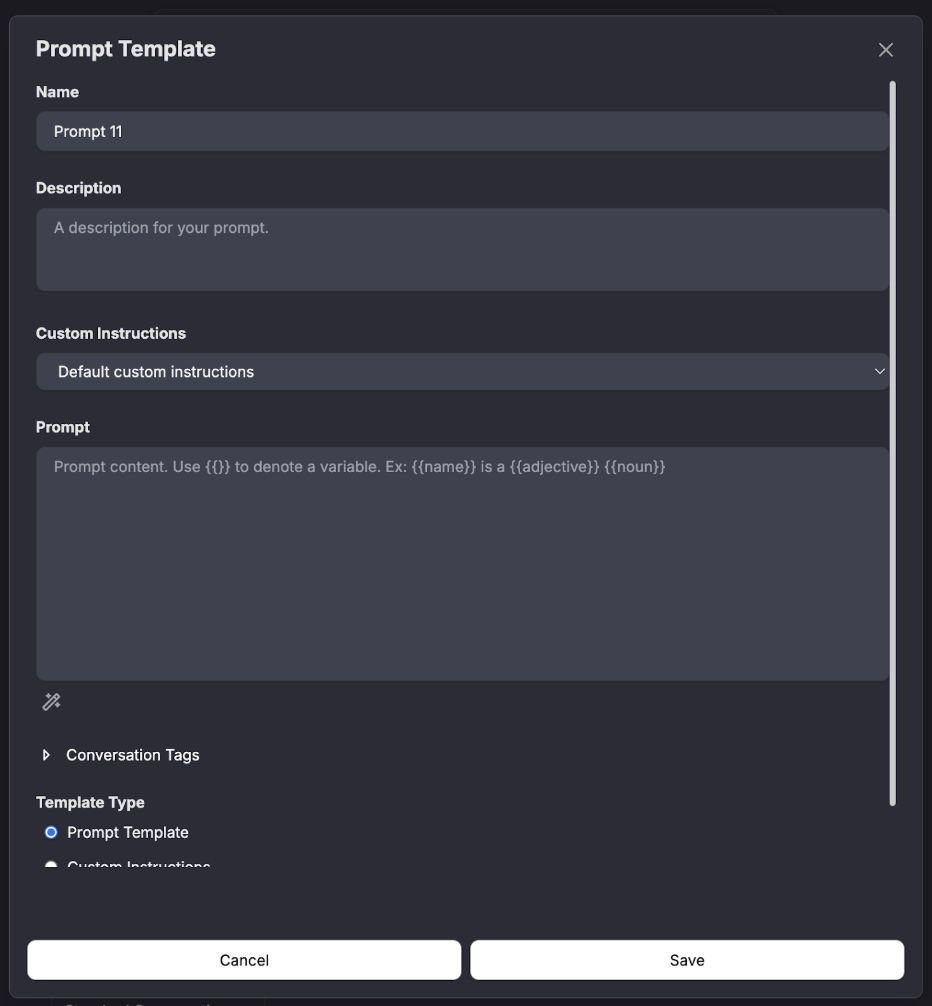 Prompt Template
Name
Prompt 11
Description
A description for your prompt.
Custom Instructions
Default custom instructions
Prompt
Prompt content. Use {{}} to denote a variable. Ex: {{name}} is a {{adjective}} {{noun}}
Conversation Tags
Template Type
Prompt Template
Custom Instructions
Cancel
Save